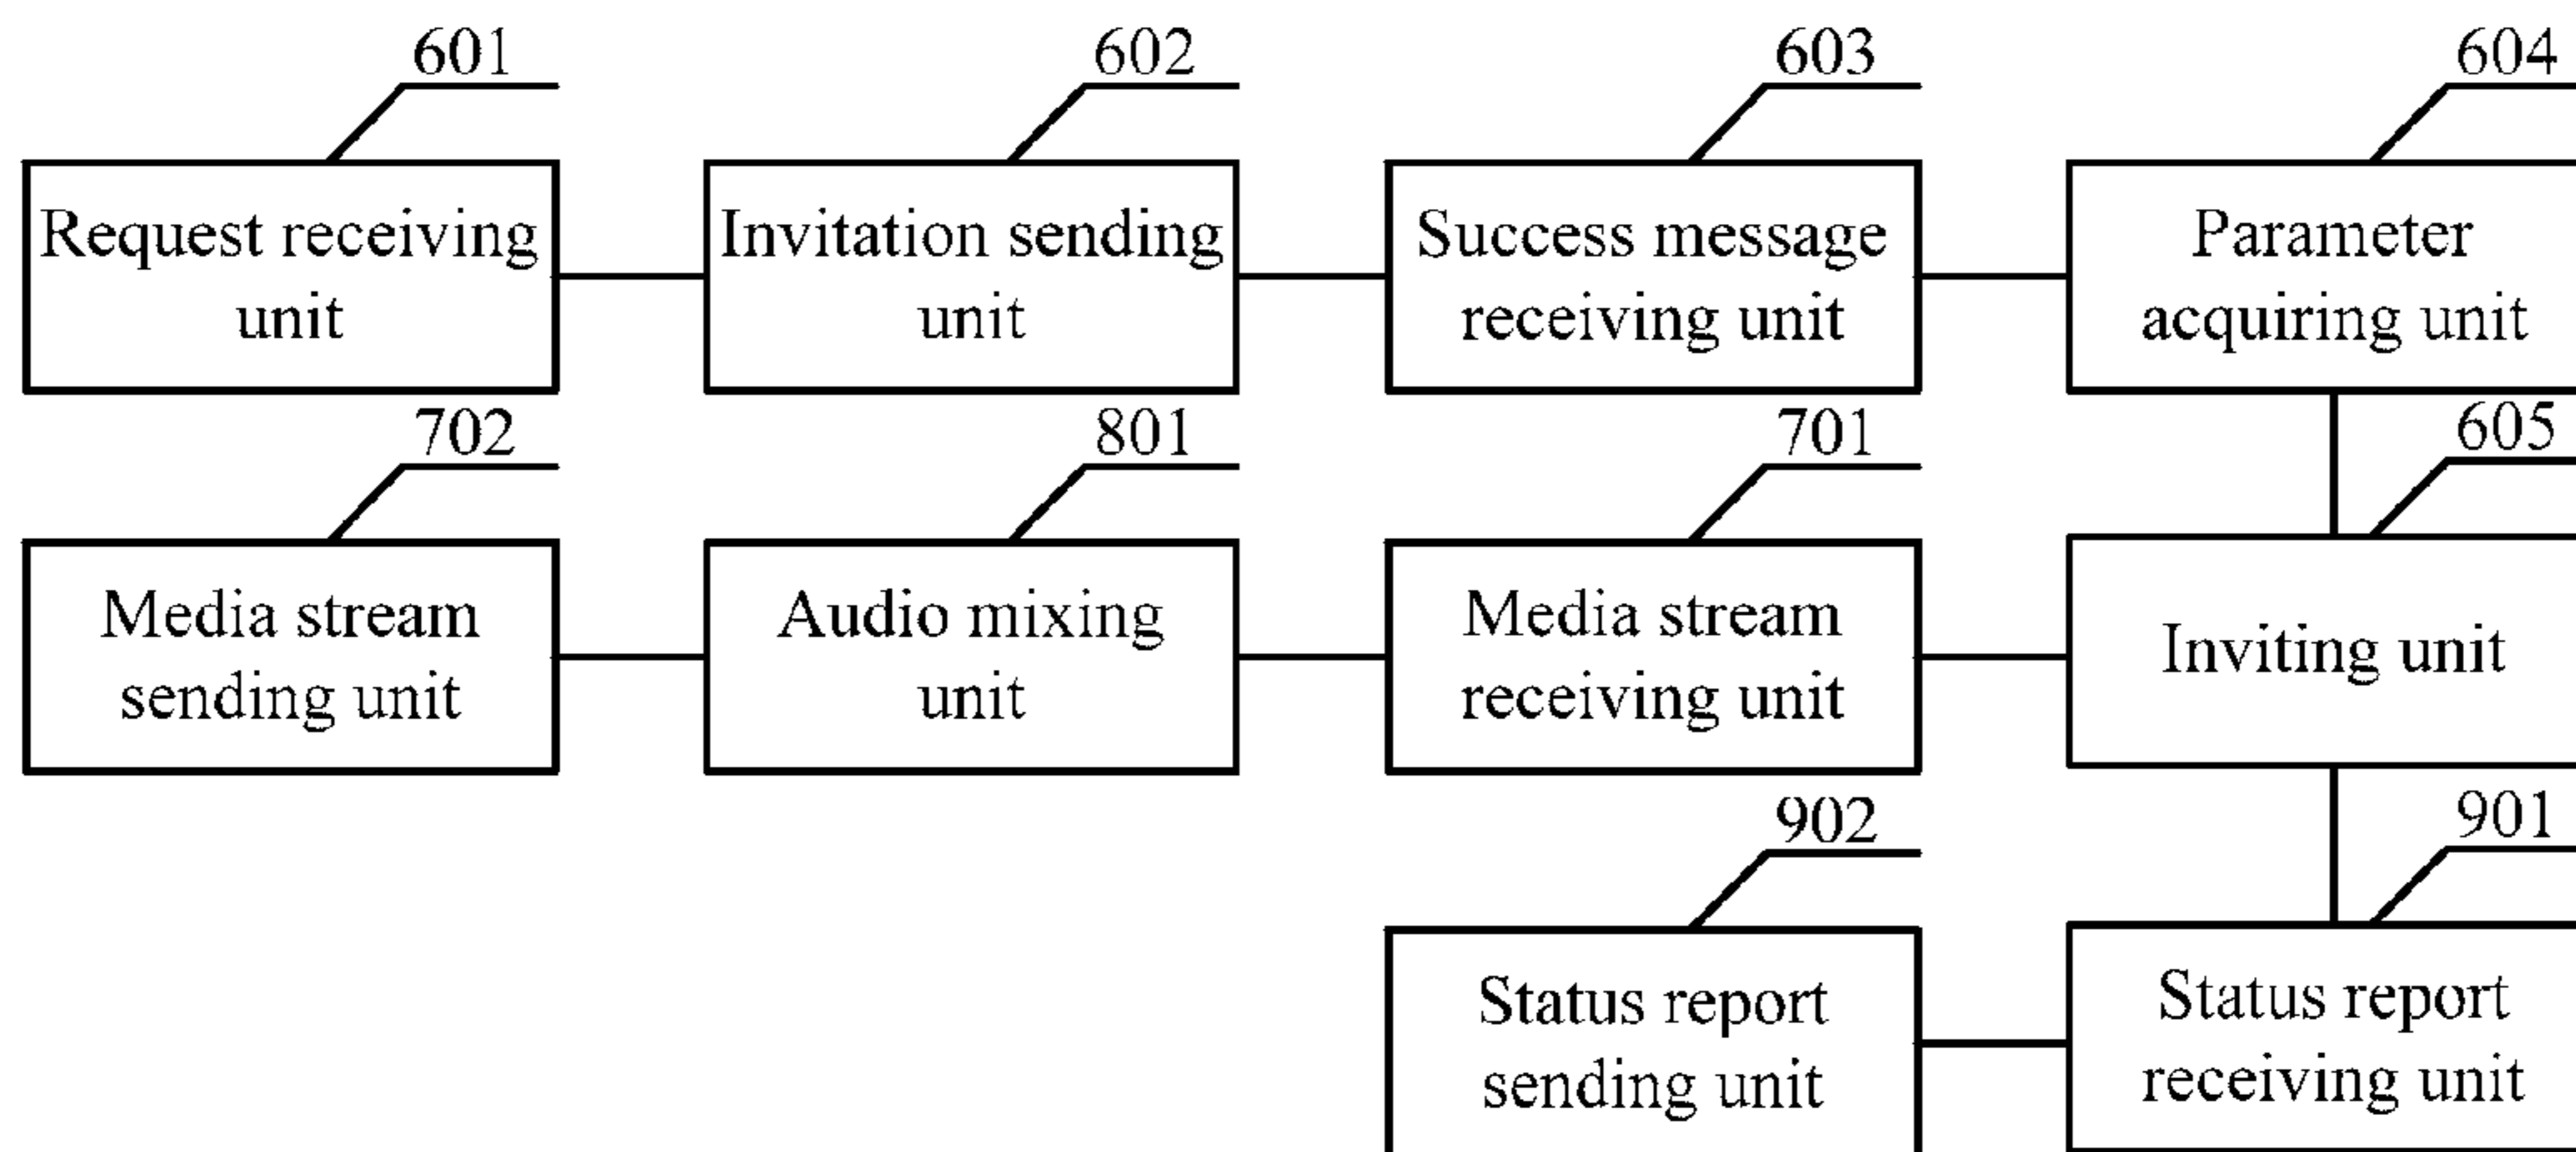 601
602
603
604
Request receiving
unit
Invitation sending
unit
Success message
receiving unit
Parameter
acquiring unit
702
801
701
605
Media stream
sending unit
Audio mixing
unit
Media stream
receiving unit
Inviting unit
902
901
Status report
sending unit
Status report
receiving unit